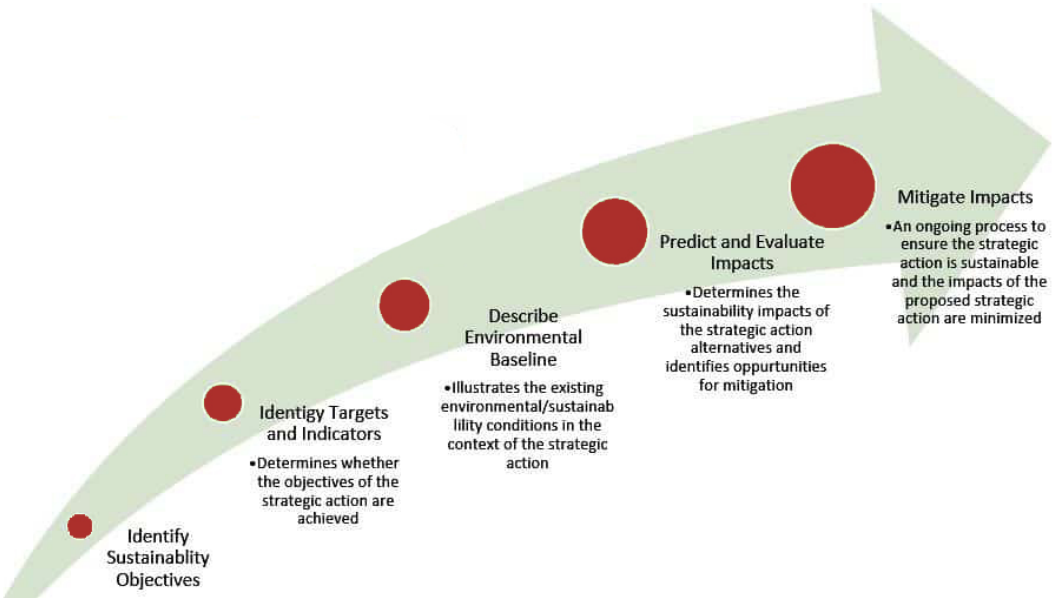 Identify
Sustainablity
Objectives
Identigy Targets
and Indicators
•Determines whether
the objectives of the
strategic action are
achieved
Describe
Environmental
Baseline
•Illustrates the existing
environmental/sustainab
lility conditions in the
context of the strategic
action
Predict and Evaluate
Impacts
•Determines the
sustainability impacts of
the strategic action
alternatives and
identifies oppurtunities
for mitigation
Mitigate Impacts
•An ongoing process to
ensure the strategic
action is sustainable
and the impacts of the
proposed strategic
action are minimized